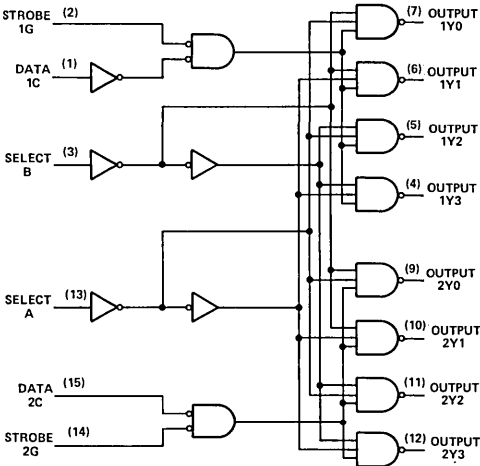 STROBE (2)
1G
DATA (1)
1C
SELECT (3)
B
SELECT (13)
A
DATA (15)
2C
STROBE (14)
2G
(7) OUTPUT
1Y0
(6) OUTPUT
1Y1
(5) OUTPUT
1Y2
(4) OUTPUT
1Y3
(9) OUTPUT
2Y0
(10) OUTPUT
2Y1
(11) OUTPUT
2Y2
(12) OUTPUT
2Y3